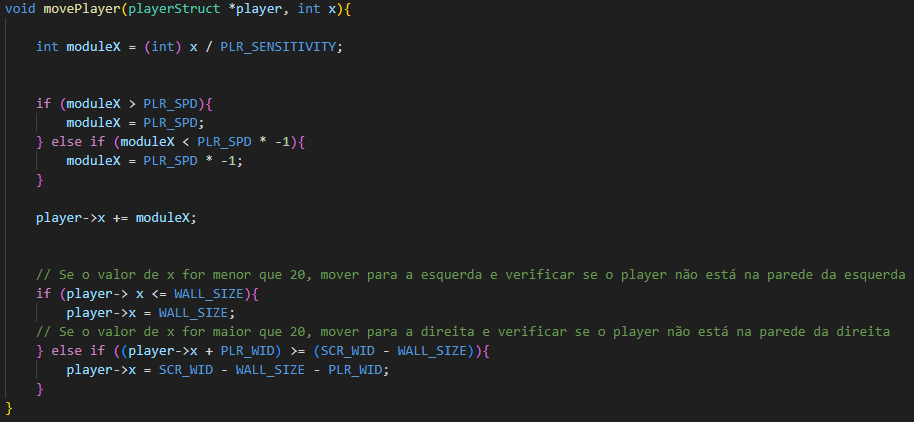 void movePlayer(playerStruct *player, int x){
int moduleX = (int) x / PLR_SENSITIVITY;
if (moduleX > PLR_SPD){
moduleX = PLR_SPD;
} else if (moduleX < PLR_SPD * -1){
moduleX = PLR_SPD * -1;
}
player->x += moduleX;
// Se o valor de x for menor que 20, mover para a esquerda e verificar se o player não está na parede da esquerda
if (player-> x <= WALL_SIZE){
player->x = WALL_SIZE;
// Se o valor de x for maior que 20, mover para a direita e verificar se o player não está na parede da direita
} else if ((player->x + PLR_WID) >= (SCR_WID - WALL_SIZE)){
player->x = SCR_WID - WALL_SIZE - PLR_WID;
}
}